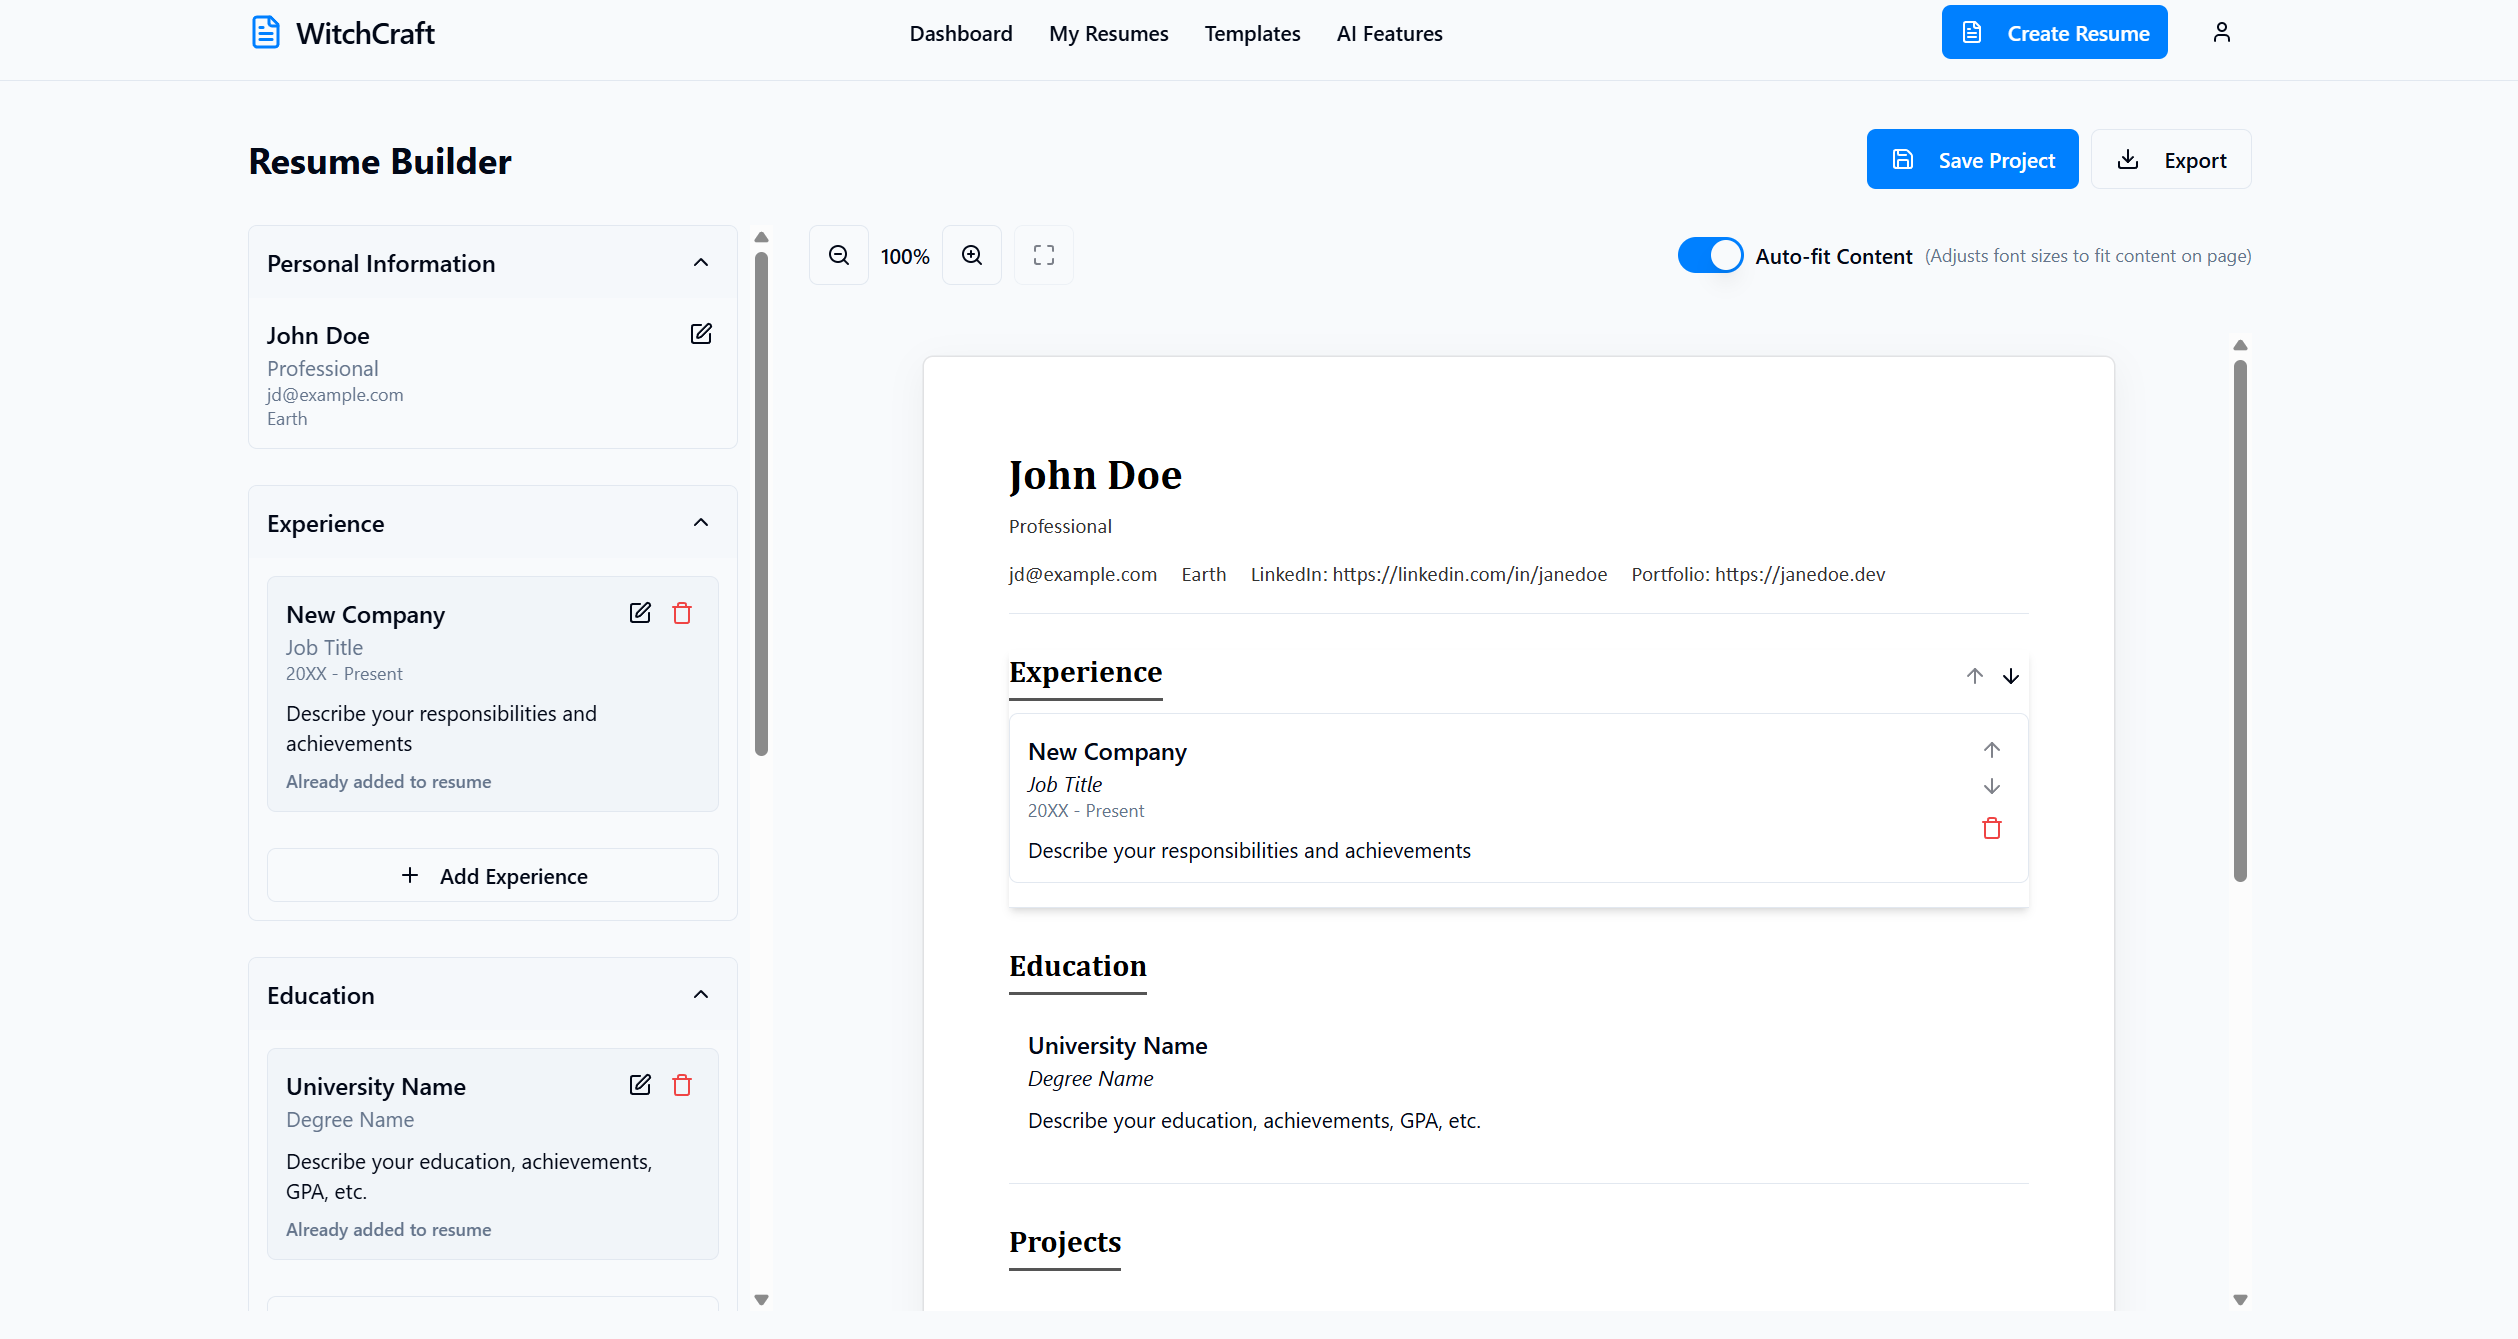 WitchCraft
Dashboard
My Resumes
Templates
AI Features
Create Resume
Resume Builder
Save Project
Export
Personal Information
John Doe
Professional
jd@example.com
Earth
Experience
New Company
Job Title
20XX - Present
Describe your responsibilities and
achievements
Already added to resume
Add Experience
Education
University Name
Degree Name
Describe your education, achievements,
GPA, etc.
Already added to resume
100%
Auto-fit Content (Adjusts font sizes to fit content on page)
John Doe
Professional
jd@example.com Earth LinkedIn: https://linkedin.com/in/janedoe Portfolio: https://janedoe.dev
Experience
New Company
Job Title
20XX - Present
Describe your responsibilities and achievements
Education
University Name
Degree Name
Describe your education, achievements, GPA, etc.
Projects